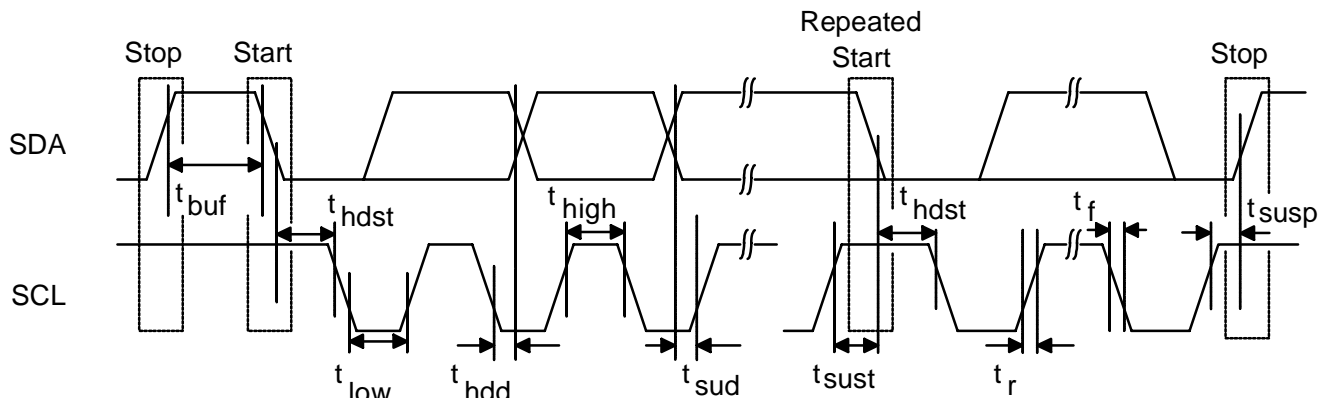 Repeated
Stop Start Start Stop
SDA
t buf
t hdst
t high
t hdst
t f
t susp
SCL
t low
t hdd
t sud
t sust
t r